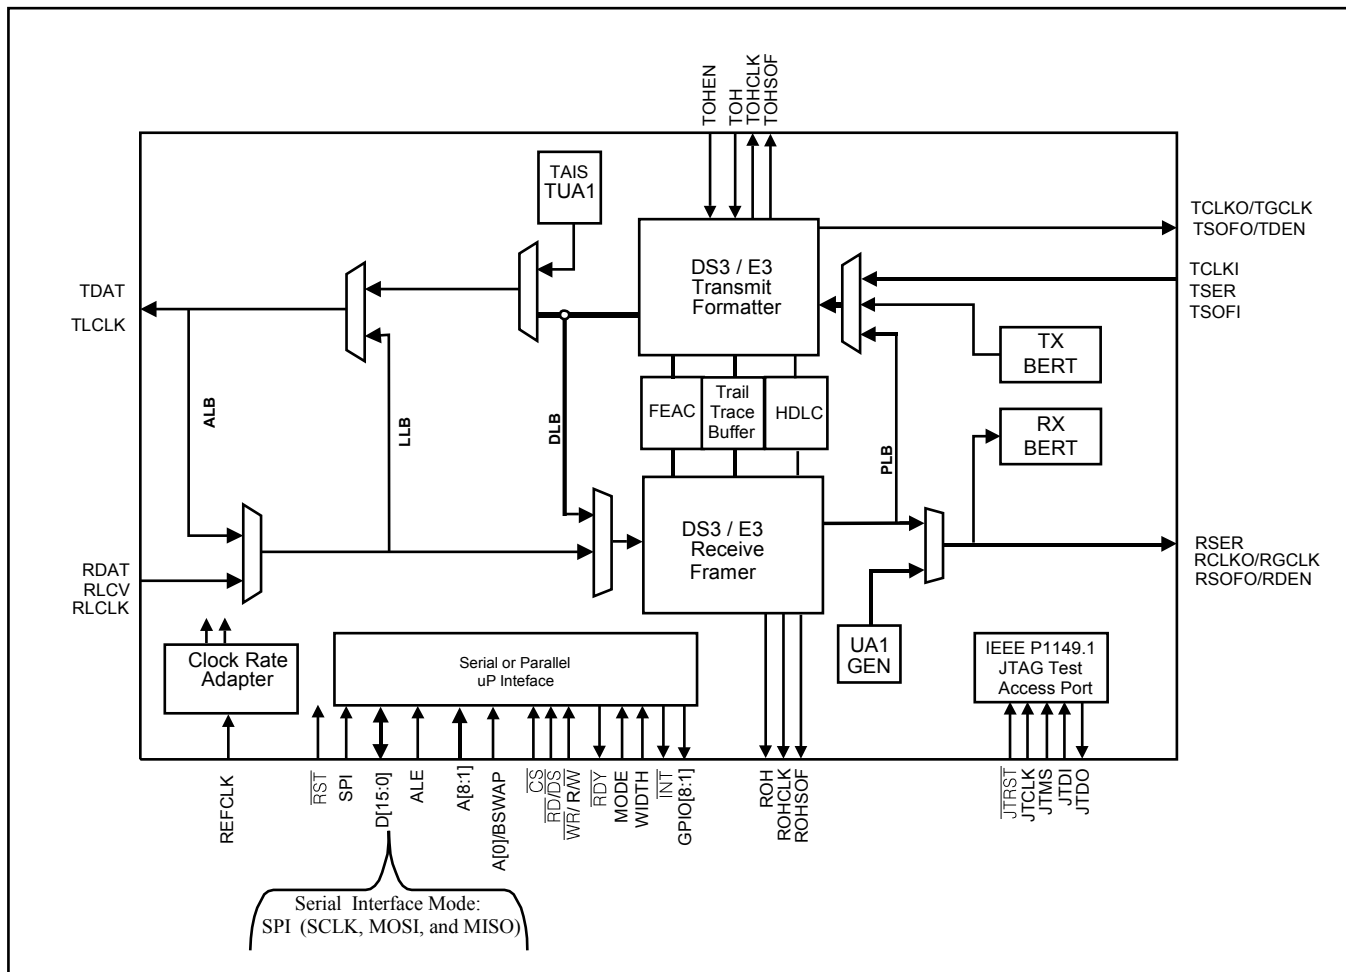 TOHEN
TOH
TOHCLK
TOHSOF
TAIS
TUA1
TCLKO/TGCLK
TSOFO/TDEN
DS3 / E3
Transmit
Formatter
TCLKI
TSER
TSOFI
TDAT
TLCLK
TX
BERT
ALB
LLB
DLB
FEAC
Trail
Trace
Buffer
HDLC
PLB
RX
BERT
DS3 / E3
Receive
Framer
RSER
RCLKO/RGCLK
RSOFO/RDEN
RDAT
RLCV
RLCLK
Clock Rate
Adapter
Serial or Parallel
uP Inteface
UA1
GEN
IEEE P1149.1
JTAG Test
Access Port
REFCLK
RST
SPI
D[15:0]
ALE
A[8:1]
A[0]/BSWAP
CS
RD/DS
WR/ R/W
RDY
MODE
WIDTH
INT
GPIO[8:1]
ROH
ROHCLK
ROHSOF
JTRST
JTCLK
JTMS
JTDI
JTDO
Serial Interface Mode:
SPI (SCLK, MOSI, and MISO)